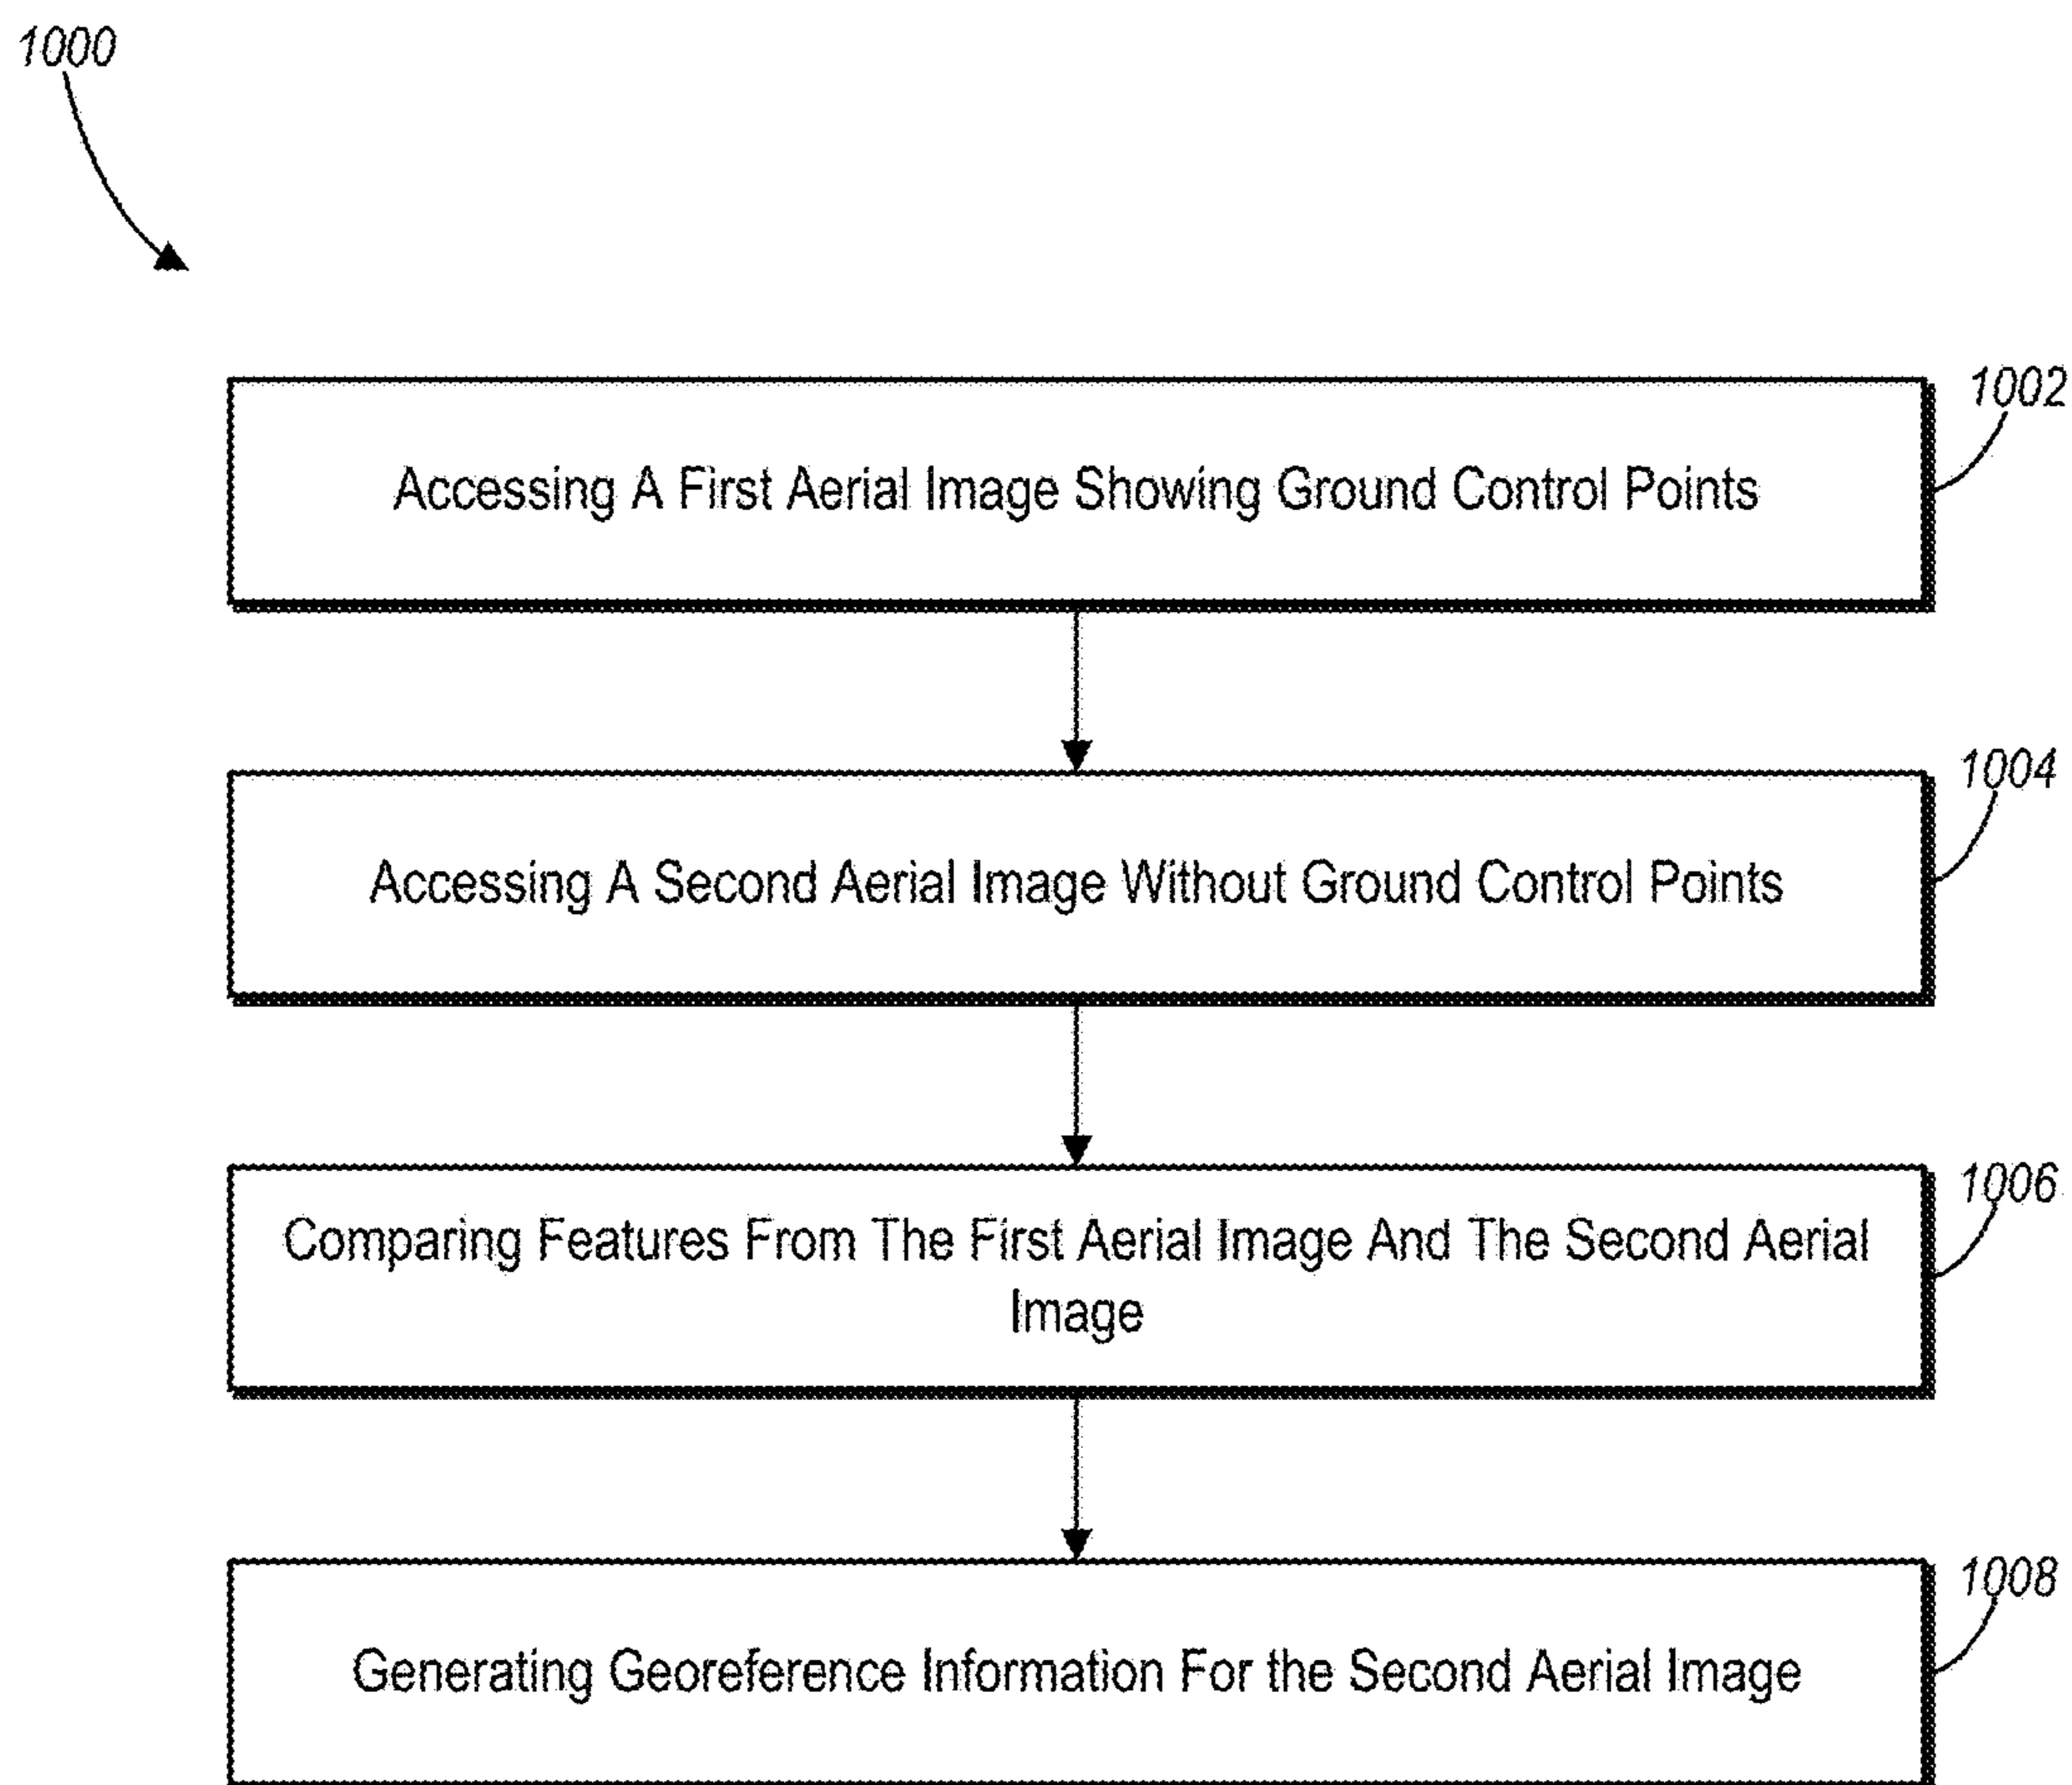 1000
1002
Accessing A First Aerial Image Showing Ground Control Points
1004
Accessing A Second Aerial Image Without Ground Control Points
1006
Comparing Features From The First Aerial Image And The Second Aerial
Image
1008
Generating Georeference Information For the Second Aerial Image